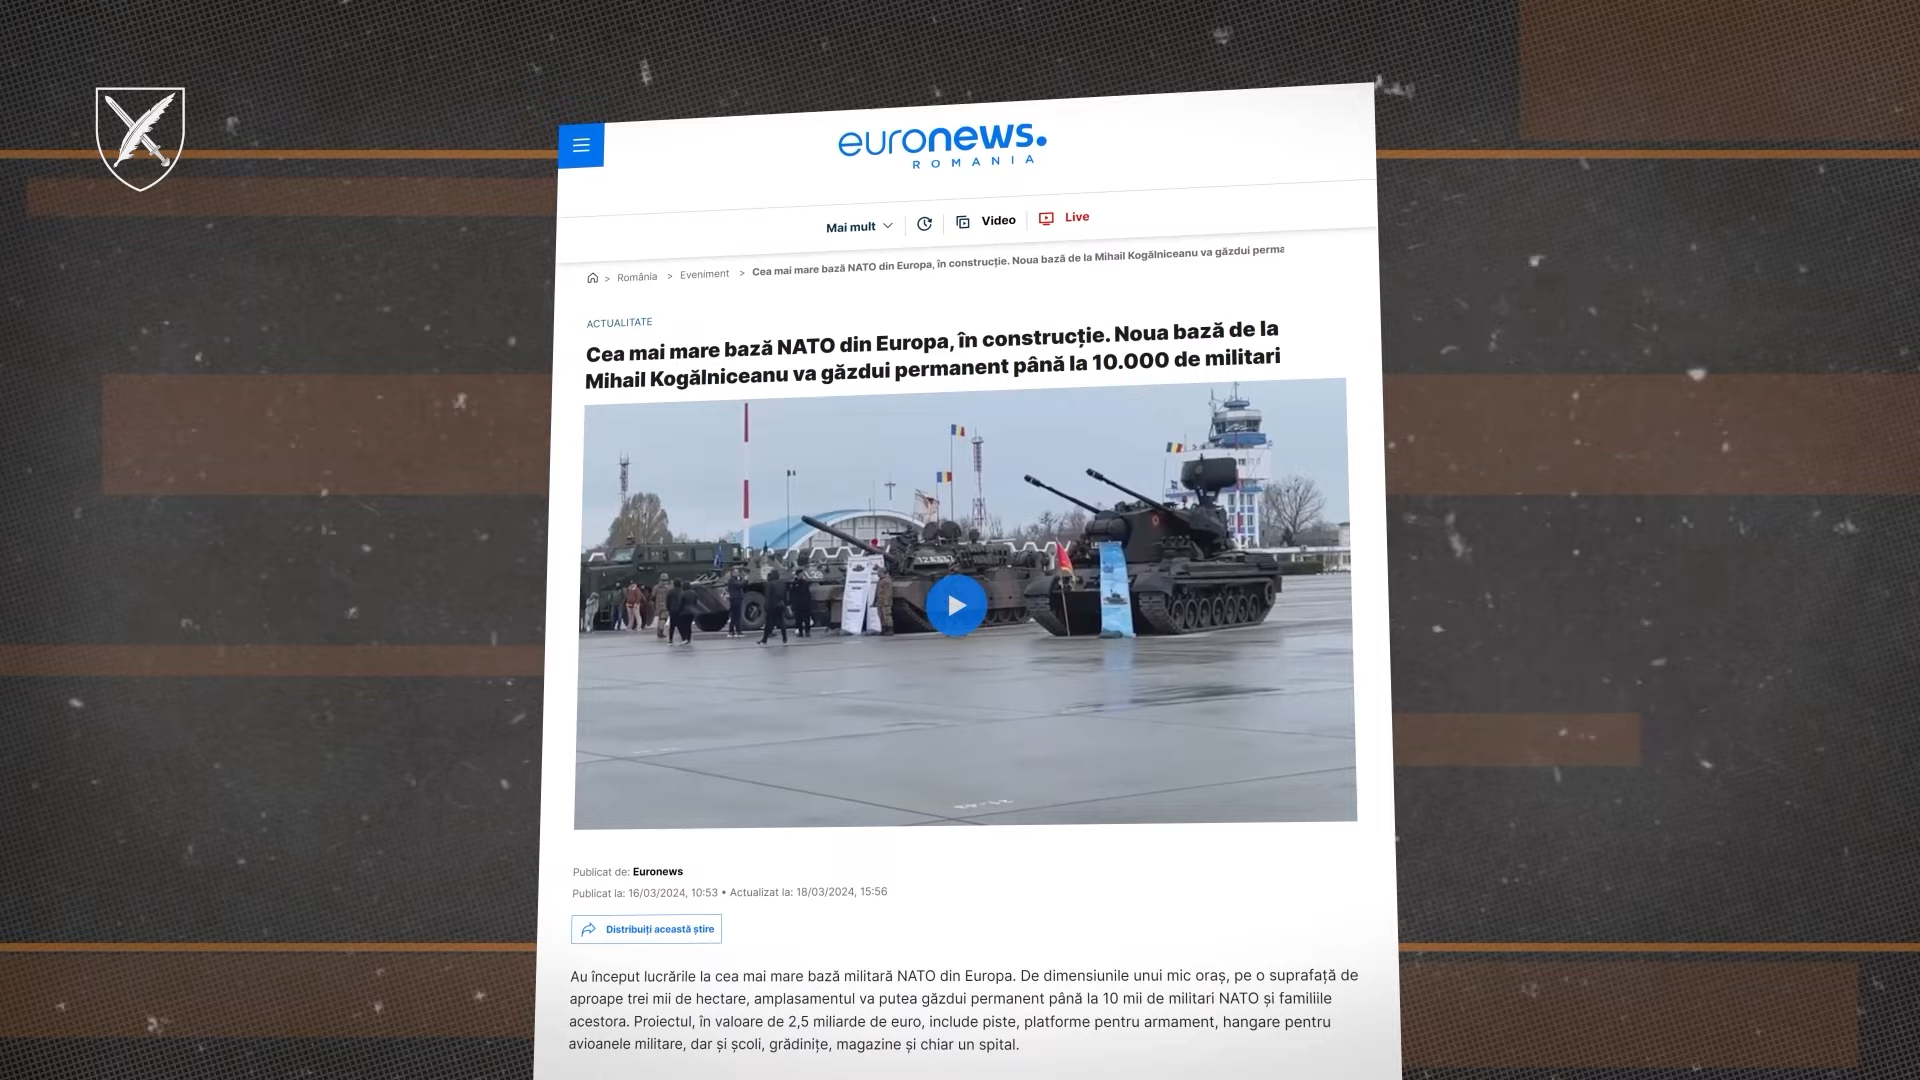 euronews.
ROMANIA
Mai mult
Video
Live
> România > Eveniment > Cea mai mare bază NATO din Europa, în construcție. Noua bază de la Mihail Kogălniceanu va găzdui perma
ACTUALITATE
Cea mai mare bază NATO din Europa, în construcție. Noua bază de la
Mihail Kogălniceanu va găzdui permanent până la 10.000 de militari
Publicat de: Euronews
Publicat la: 16/03/2024, 10:53 • Actualizat la: 18/03/2024, 15:56
Distribuiți această știre
Au început lucrările la cea mai mare bază militară NATO din Europa. De dimensiunile unui mic oraș, pe o suprafață de
aproape trei mii de hectare, amplasamentul va putea găzdui permanent până la 10 mii de militari NATO și familiile
acestora. Proiectul, în valoare de 2,5 miliarde de euro, include piste, platforme pentru armament, hangare pentru
avioanele militare, dar și școli, grădinițe, magazine și chiar un spital.